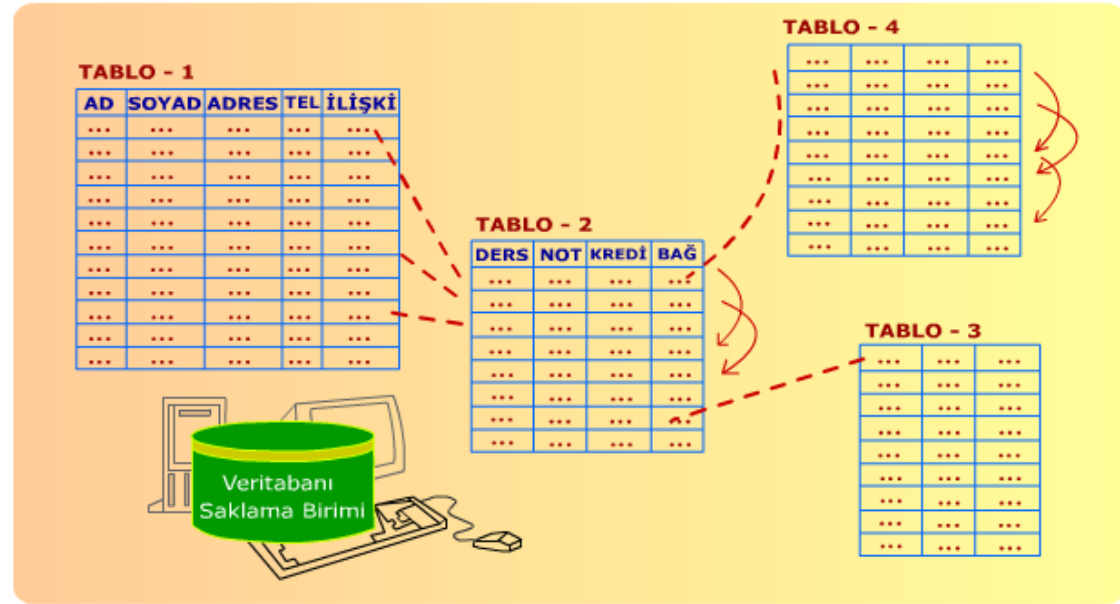 TABLO - 1
AD SOYAD ADRES TEL İLİŞKİ
... ... ... ... ...
... ... ... ... ...
... ... ... ... ...
... ... ... ... ...
... ... ... ... ...
... ... ... ... ...
... ... ... ... ...
... ... ... ... ...
... ... ... ... ...
... ... ... ... ...
... ... ... ... ...
TABLO - 2
DERS NOT KREDİ BAĞ
... ... ... ...
... ... ... ...
... ... ... ...
... ... ... ...
... ... ... ...
... ... ... ...
... ... ... ...
... ... ... ...
TABLO - 4
... ... ... ...
... ... ... ...
... ... ... ...
... ... ... ...
... ... ... ...
... ... ... ...
... ... ... ...
... ... ... ...
... ... ... ...
TABLO - 3
... ... ...
... ... ...
... ... ...
... ... ...
... ... ...
... ... ...
... ... ...
... ... ...
... ... ...
Veritabanı
Saklama Birimi